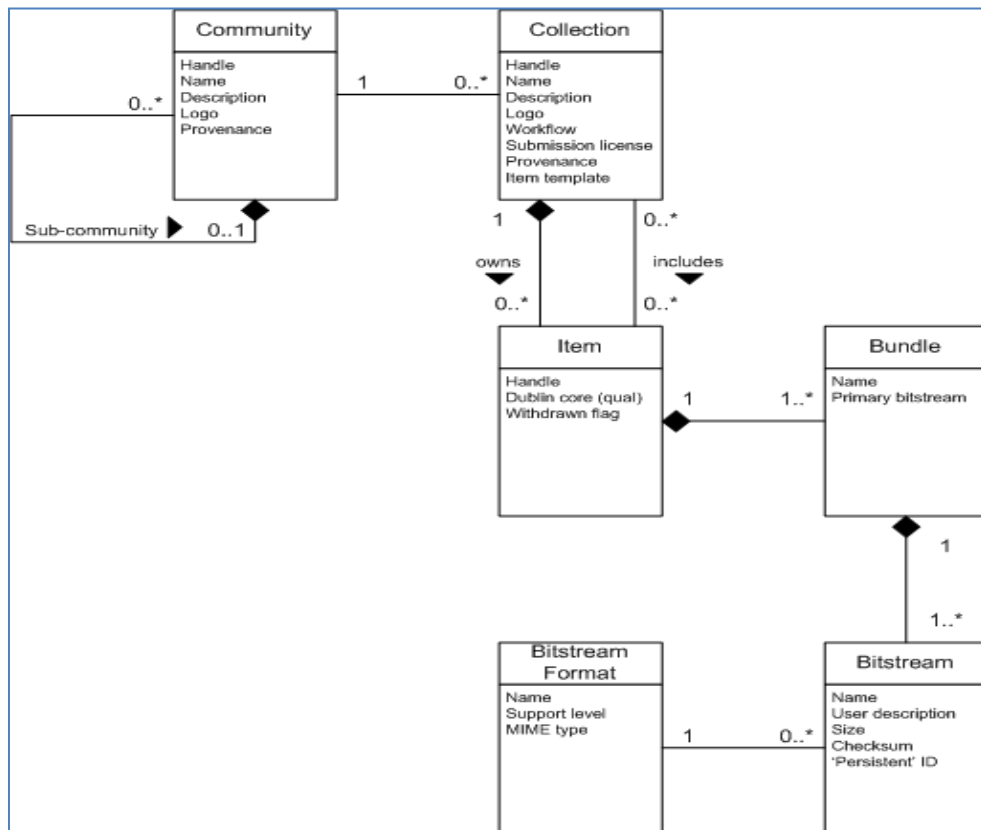 Community
Handle
Name
Description
Logo
Provenance
Collection
Handle
Name
Description
Logo
Workflow
Submission license
Provenance
Item template
1
0..*
0..*
Sub-community
0..1
1
owns
0..*
0..*
includes
0..*
Item
Handle
Dublin core (qual)
Withdrawn flag
1
1..*
Bundle
Name
Primary bitstream
1
1..*
Bitstream
Format
Name
Support level
MIME type
1
0..*
Bitstream
Name
User description
Size
Checksum
'Persistent' ID